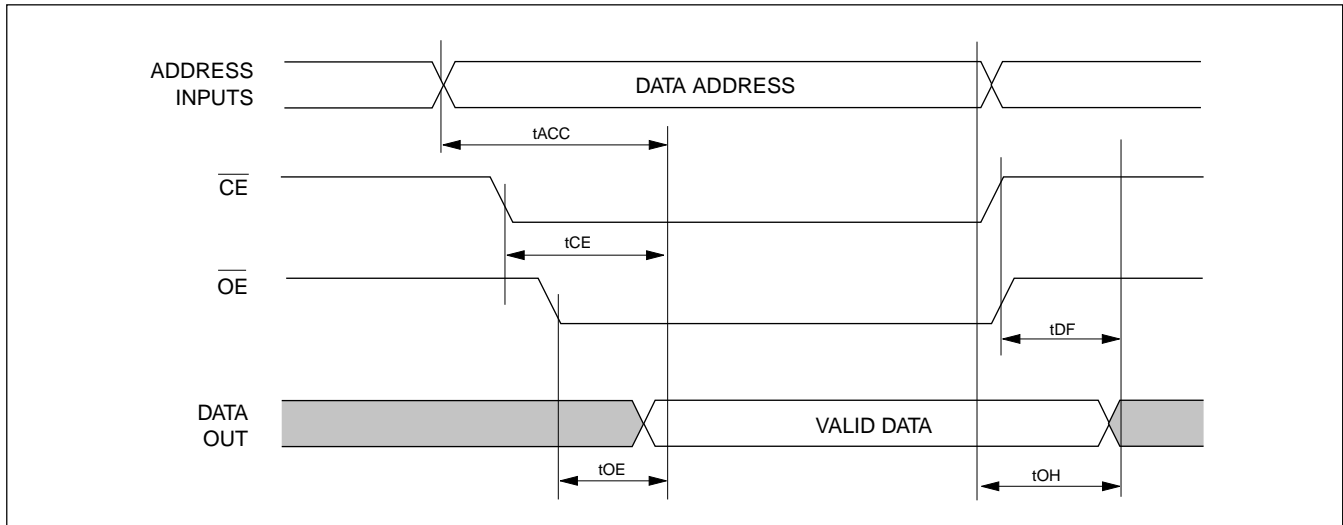 ADDRESS
INPUTS
DATA ADDRESS
tACC
CE
tCE
OE
tDF
DATA
OUT
VALID DATA
tOE
tOH